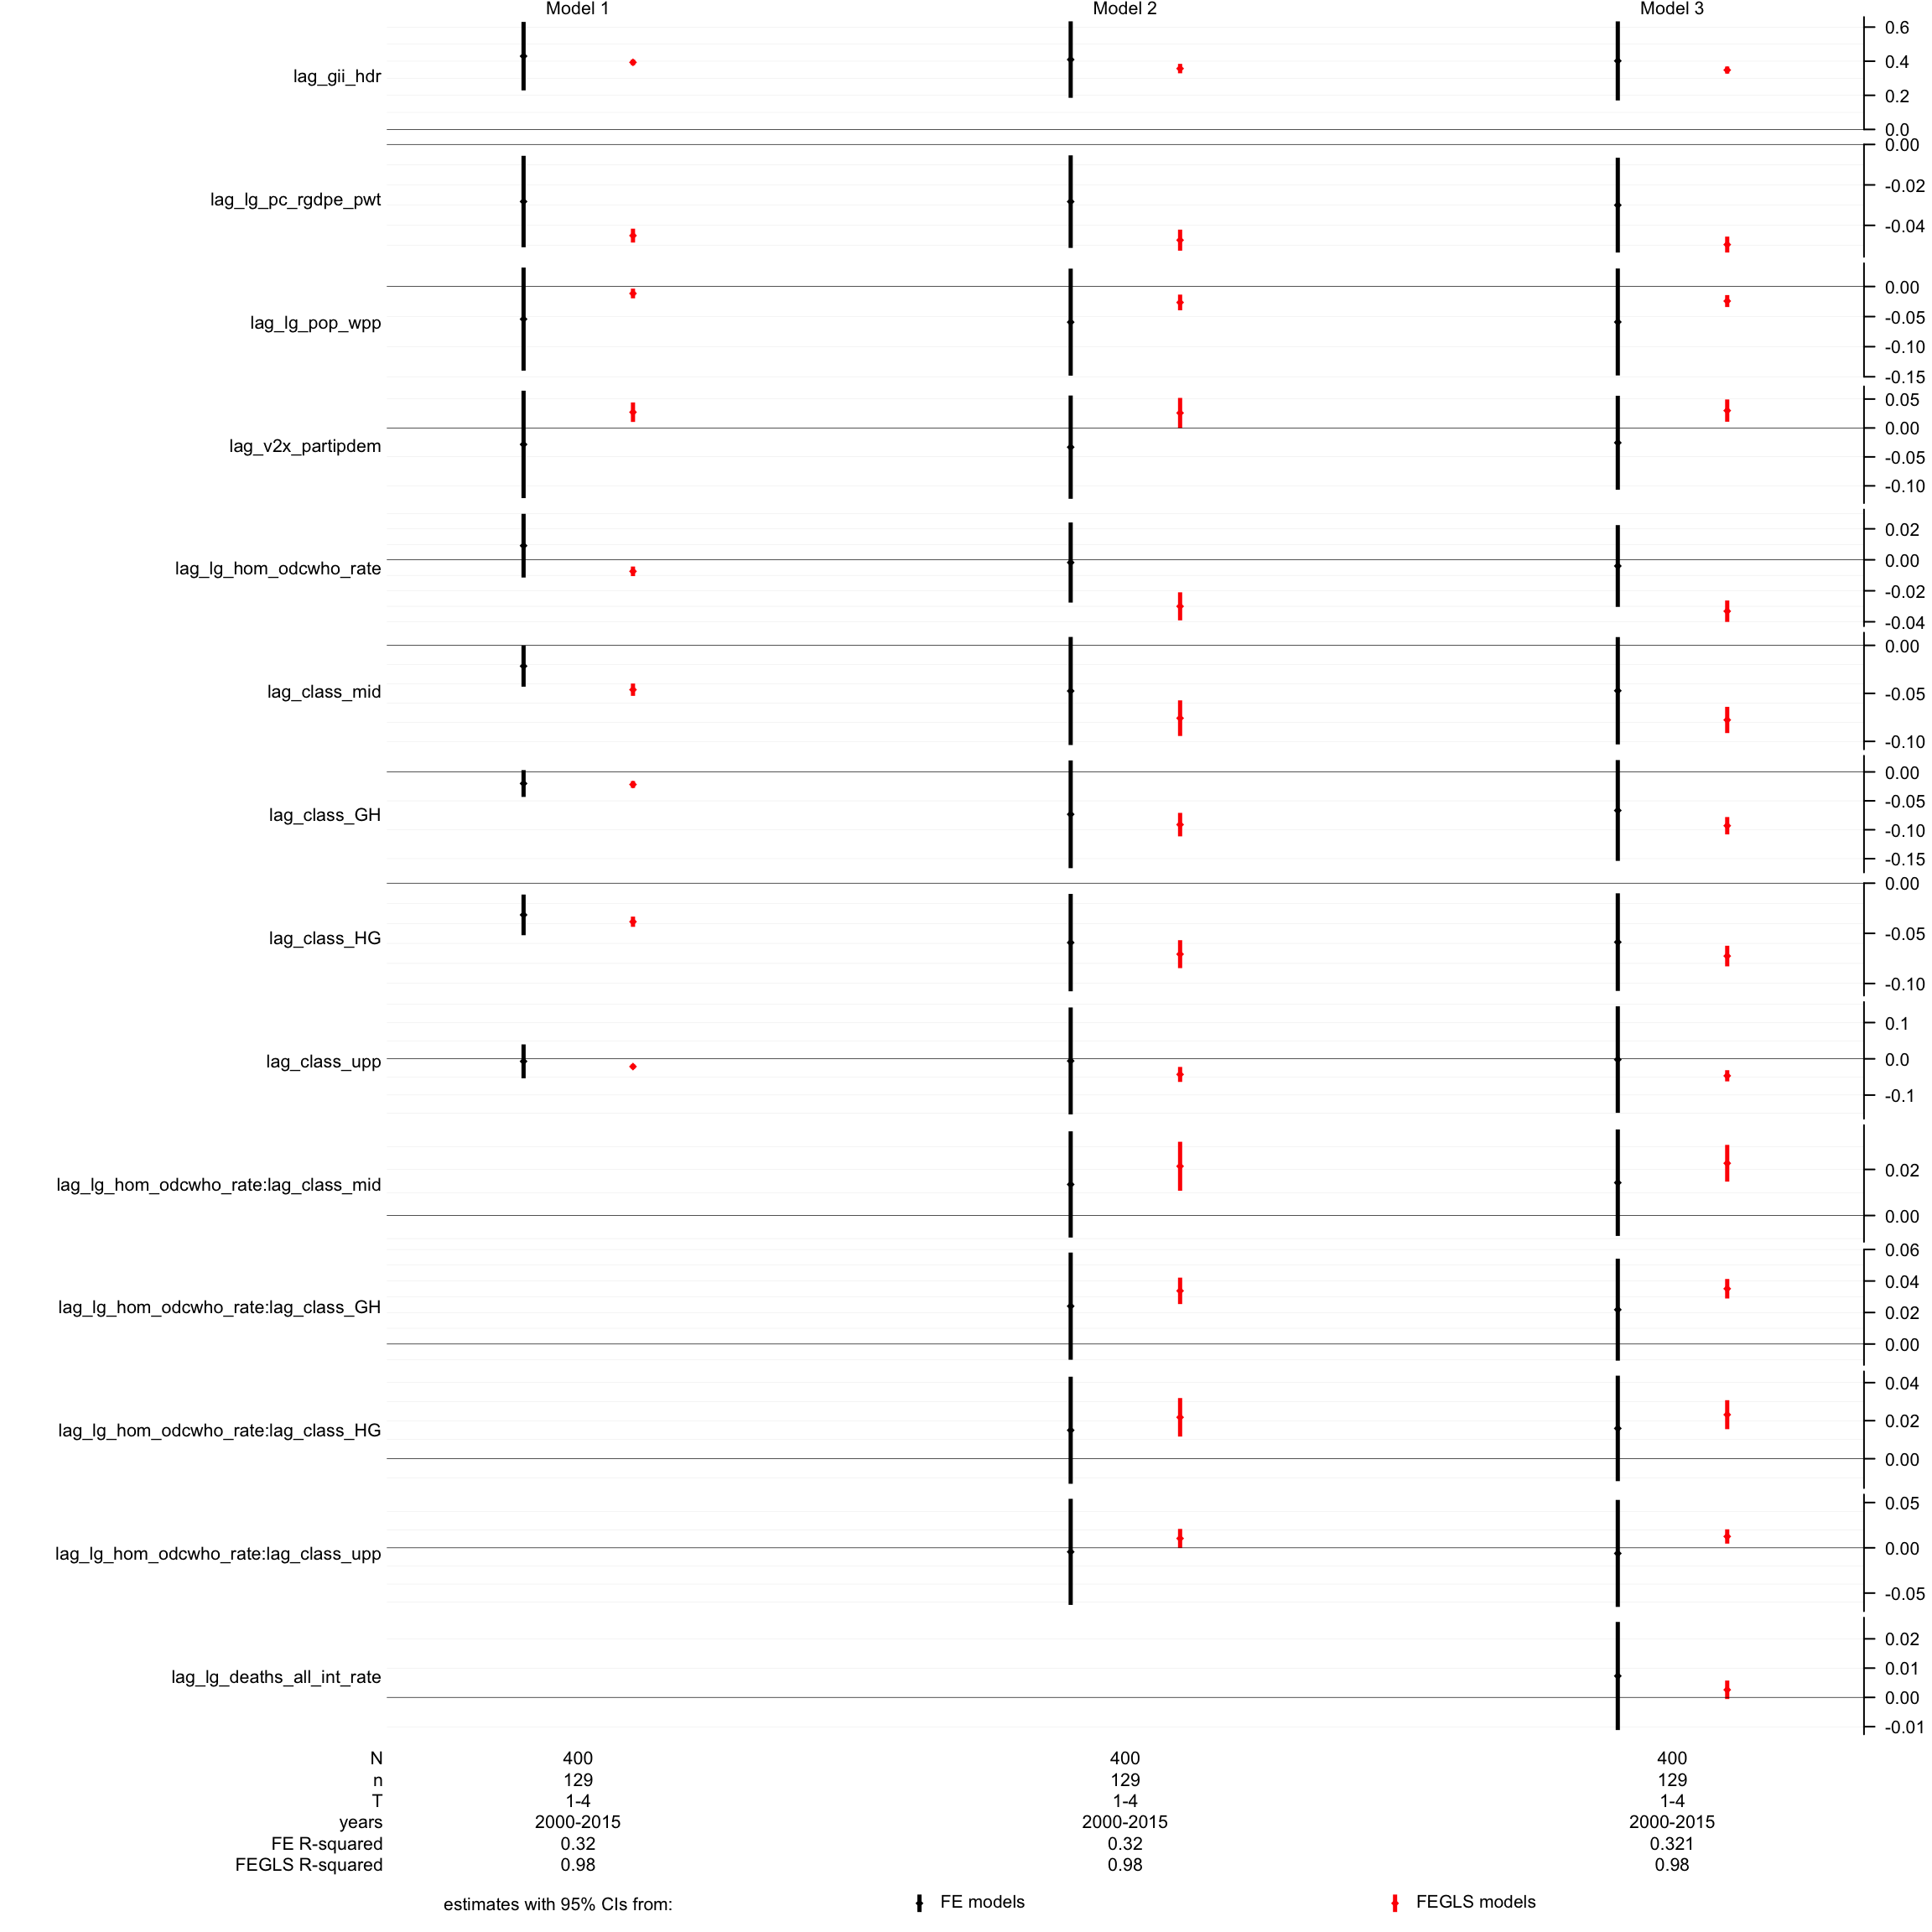 Model 1 Model 2 Model 3
lag_gii_hdr
0.6
0.4
0.2
0.0
lag_lg_pc_rgdpe_pwt
0.00
-0.02
-0.04
lag_lg_pop_wpp
0.00
-0.05
-0.10
-0.15
lag_v2x_partipdem
0.05
0.00
-0.05
-0.10
lag_lg_hom_odcwho_rate
0.02
0.00
-0.02
-0.04
lag_class_mid
0.00
-0.05
-0.10
lag_class_GH
0.00
-0.05
-0.10
-0.15
lag_class_HG
0.00
-0.05
-0.10
lag_class_upp
0.1
0.0
-0.1
lag_lg_hom_odcwho_rate:lag_class_mid
0.02
0.00
lag_lg_hom_odcwho_rate:lag_class_GH
0.06
0.04
0.02
0.00
lag_lg_hom_odcwho_rate:lag_class_HG
0.04
0.02
0.00
lag_lg_hom_odcwho_rate:lag_class_upp
0.05
0.00
-0.05
lag_lg_deaths_all_int_rate
0.02
0.01
0.00
-0.01
N 400 400 400
n 129 129 129
T 1-4 1-4 1-4
years 2000-2015 2000-2015 2000-2015
FE R-squared 0.32 0.32 0.321
FEGLS R-squared 0.98 0.98 0.98
estimates with 95% CIs from: FE models FEGLS models